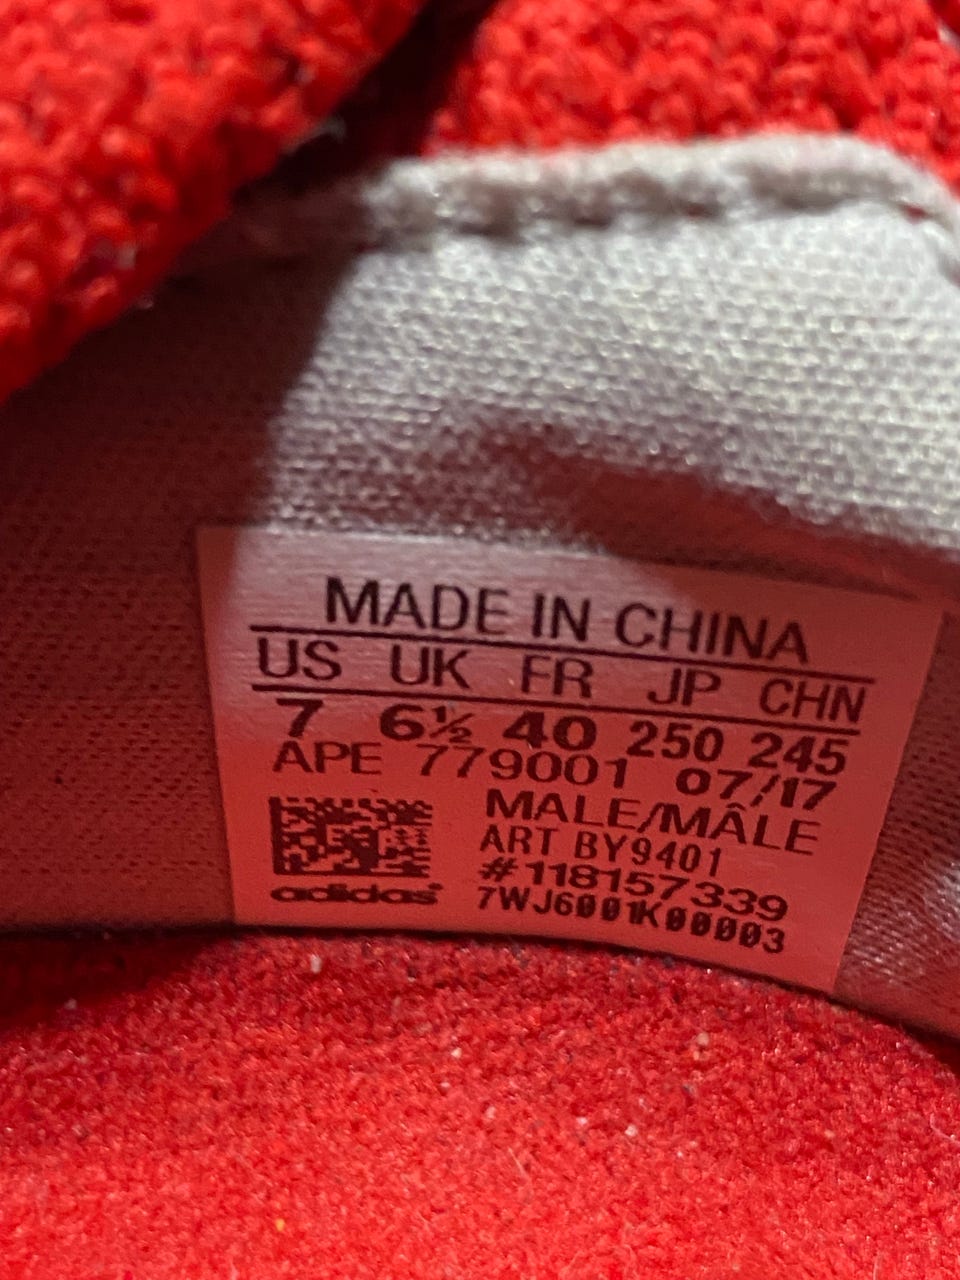 MADE IN CHINA
US UK FR JP CHN
7 6½ 40 250 245
APE 779001 07/17
MALE/MÂLE
ART BY9401
#118157339
adidas 7WJ6001K00003